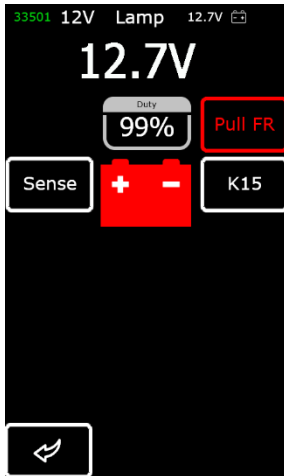 33501 12V Lamp 12.7V
12.7V
Duty
99% Pull FR
Sense + - K15